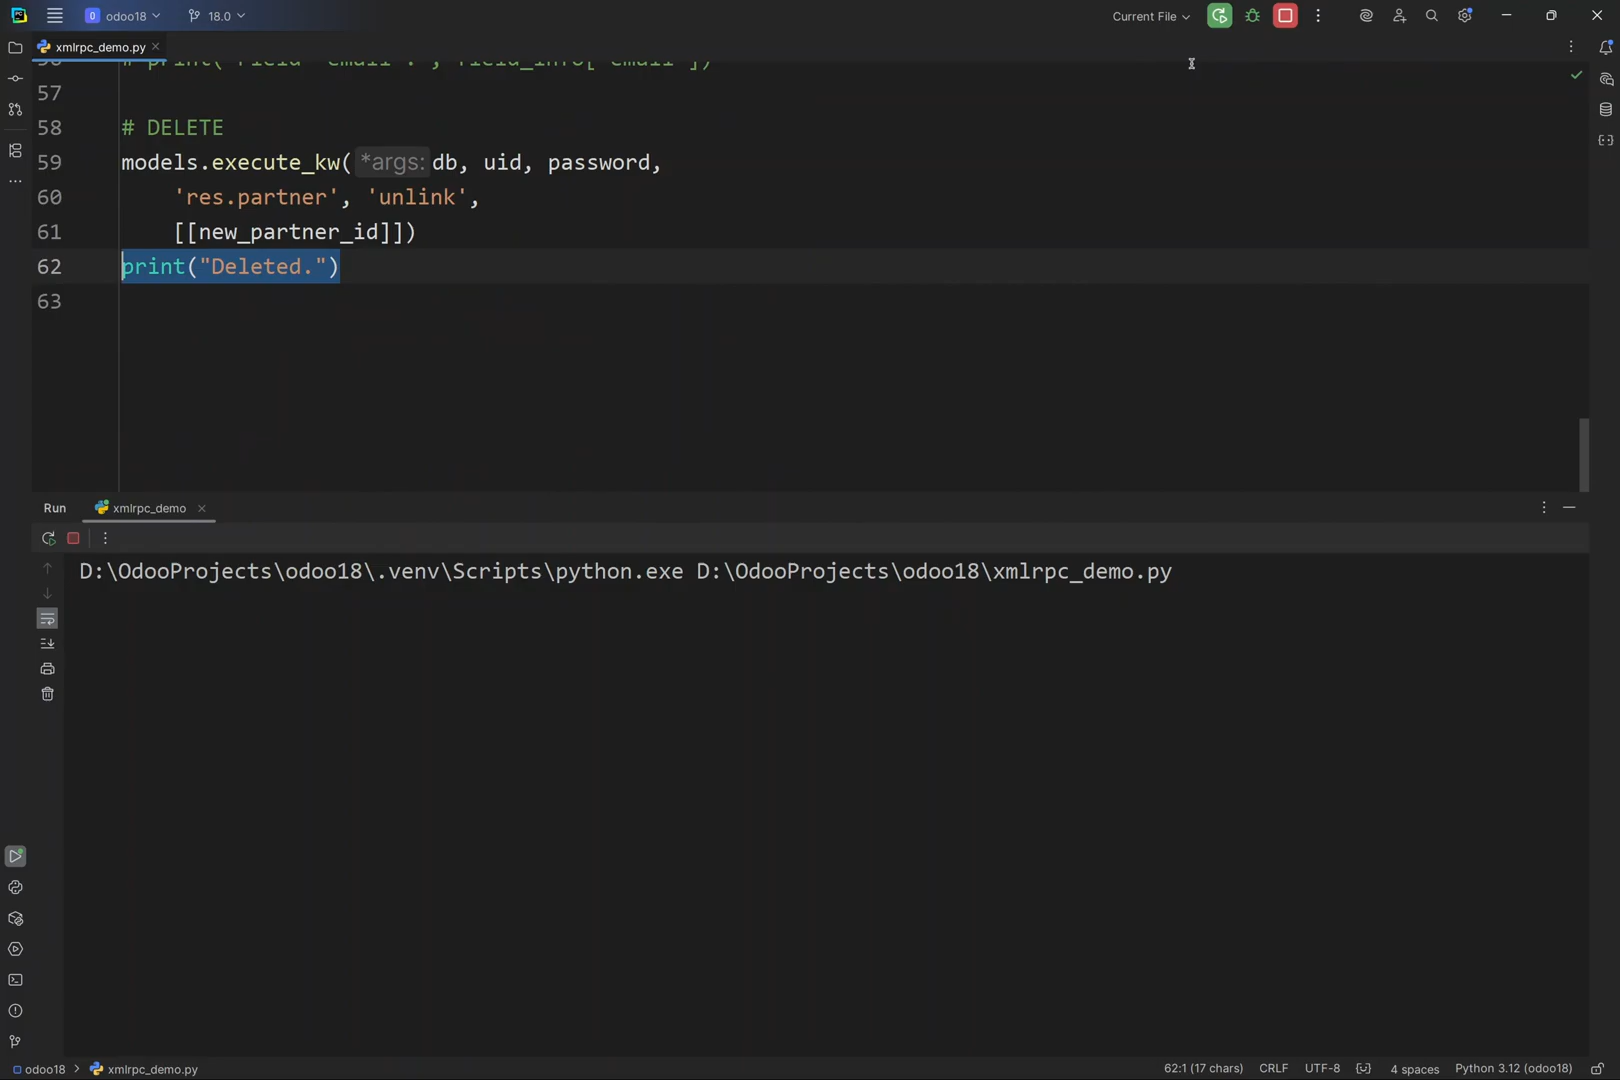 odoo18
18.0
Current File
xmlrpc_demo.py
57
58 # DELETE
59 models.execute_kw( *args: db, uid, password,
60 'res.partner', 'unlink',
61 [[new_partner_id]])
62 print("Deleted.")
63
Run xmlrpc_demo
D:\OdooProjects\odoo18\.venv\Scripts\python.exe D:\OdooProjects\odoo18\xmlrpc_demo.py
odoo18 > xmlrpc_demo.py
62:1 (17 chars) CRLF UTF-8 4 spaces Python 3.12 (odoo18)